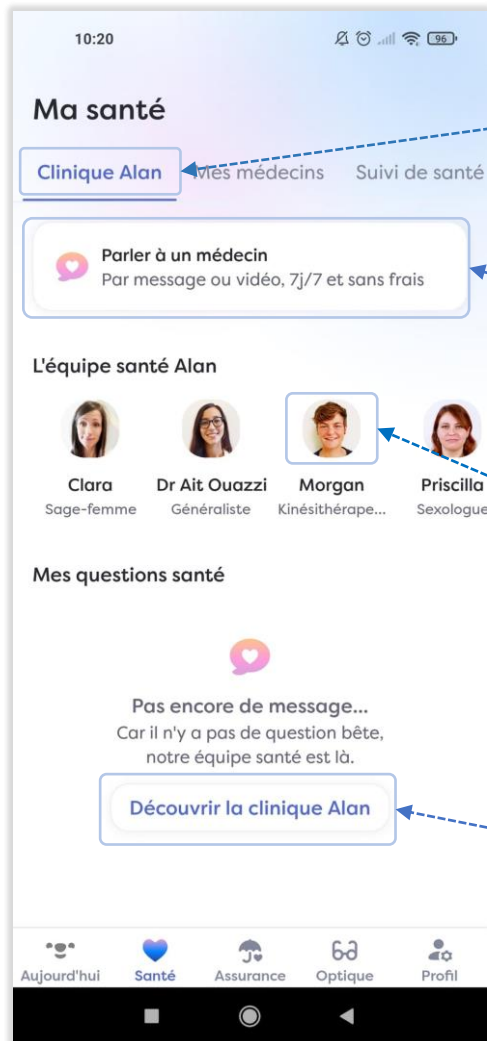 10:20
96
Ma santé
Clinique Alan Mes médecins Suivi de santé
Parler à un médecin
Par message ou vidéo, 7j/7 et sans frais
L'équipe santé Alan
Clara Dr Ait Ouazzi Morgan Priscilla
Sage-femme Généraliste Kinésithérape... Sexologue
Mes questions santé
Pas encore de message...
Car il n'y a pas de question bête,
notre équipe santé est là.
Découvrir la clinique Alan
Aujourd'hui Santé Assurance Optique Profil